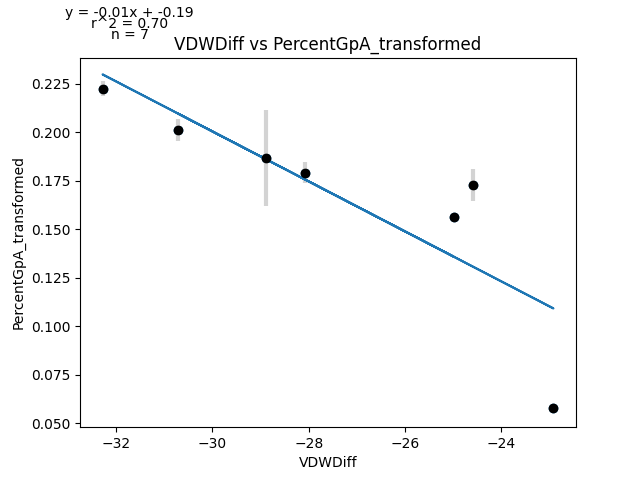 y = -0.01x + -0.19
r^2 = 0.70
n = 7
VDWDiff vs PercentGpA_transformed
PercentGpA_transformed
0.225
0.200
0.175
0.150
0.125
0.100
0.075
0.050
−32
−30
−28
−26
−24
VDWDiff